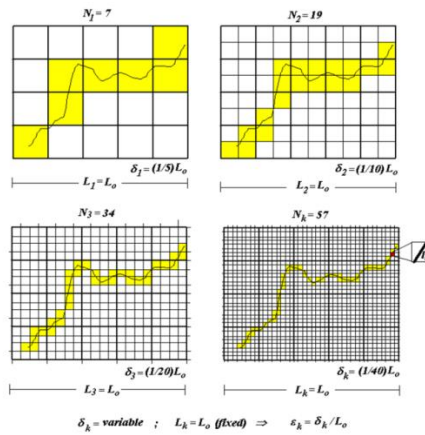 N₁= 7
N₂= 19
δ₁=(1/5)Lₒ
δ₂=(1/10)Lₒ
L₁= Lₒ
L₂= Lₒ
N₃= 34
Nₖ= 57
δ₃=(1/20)Lₒ
δₖ=(1/40)Lₒ
L₃= Lₒ
Lₖ= Lₒ
δₖ= variable ; Lₖ= Lₒ (fixed) ⇒ εₖ= δₖ/Lₒ